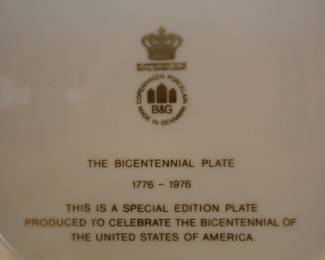 BY APPOINTMENT TO THE
ROYAL DANISH COURT
COPENHAGEN PORCELAIN
B&G
MADE IN DENMARK
THE BICENTENNIAL PLATE
1776 - 1976
THIS IS A SPECIAL EDITION PLATE
PRODUCED TO CELEBRATE THE BICENTENNIAL OF
THE UNITED STATES OF AMERICA.